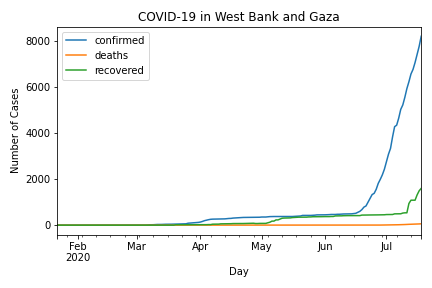 COVID-19 in West Bank and Gaza
confirmed
deaths
recovered
Number of Cases
8000
6000
4000
2000
0
Feb Mar Apr May Jun Jul
2020
Day